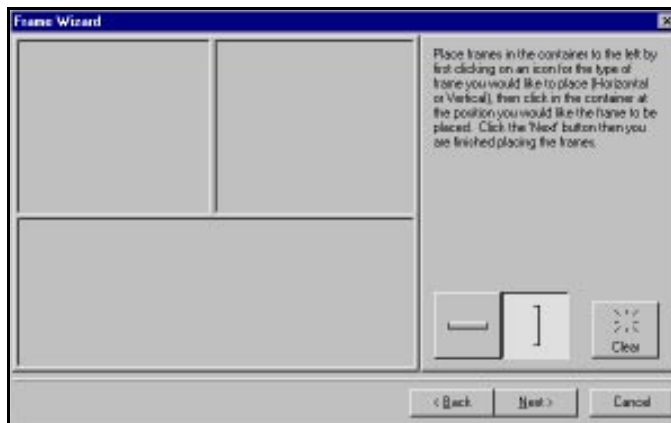 Frame Wizard
Place frames in the container to the left by
first clicking on an icon for the type of
frame you would like to place (Horizontal
or Vertical), then click in the container at
the position you would like the frame to be
placed. Click the 'Next' button then you
are finished placing the frames.
Clear
< Back
Next >
Cancel